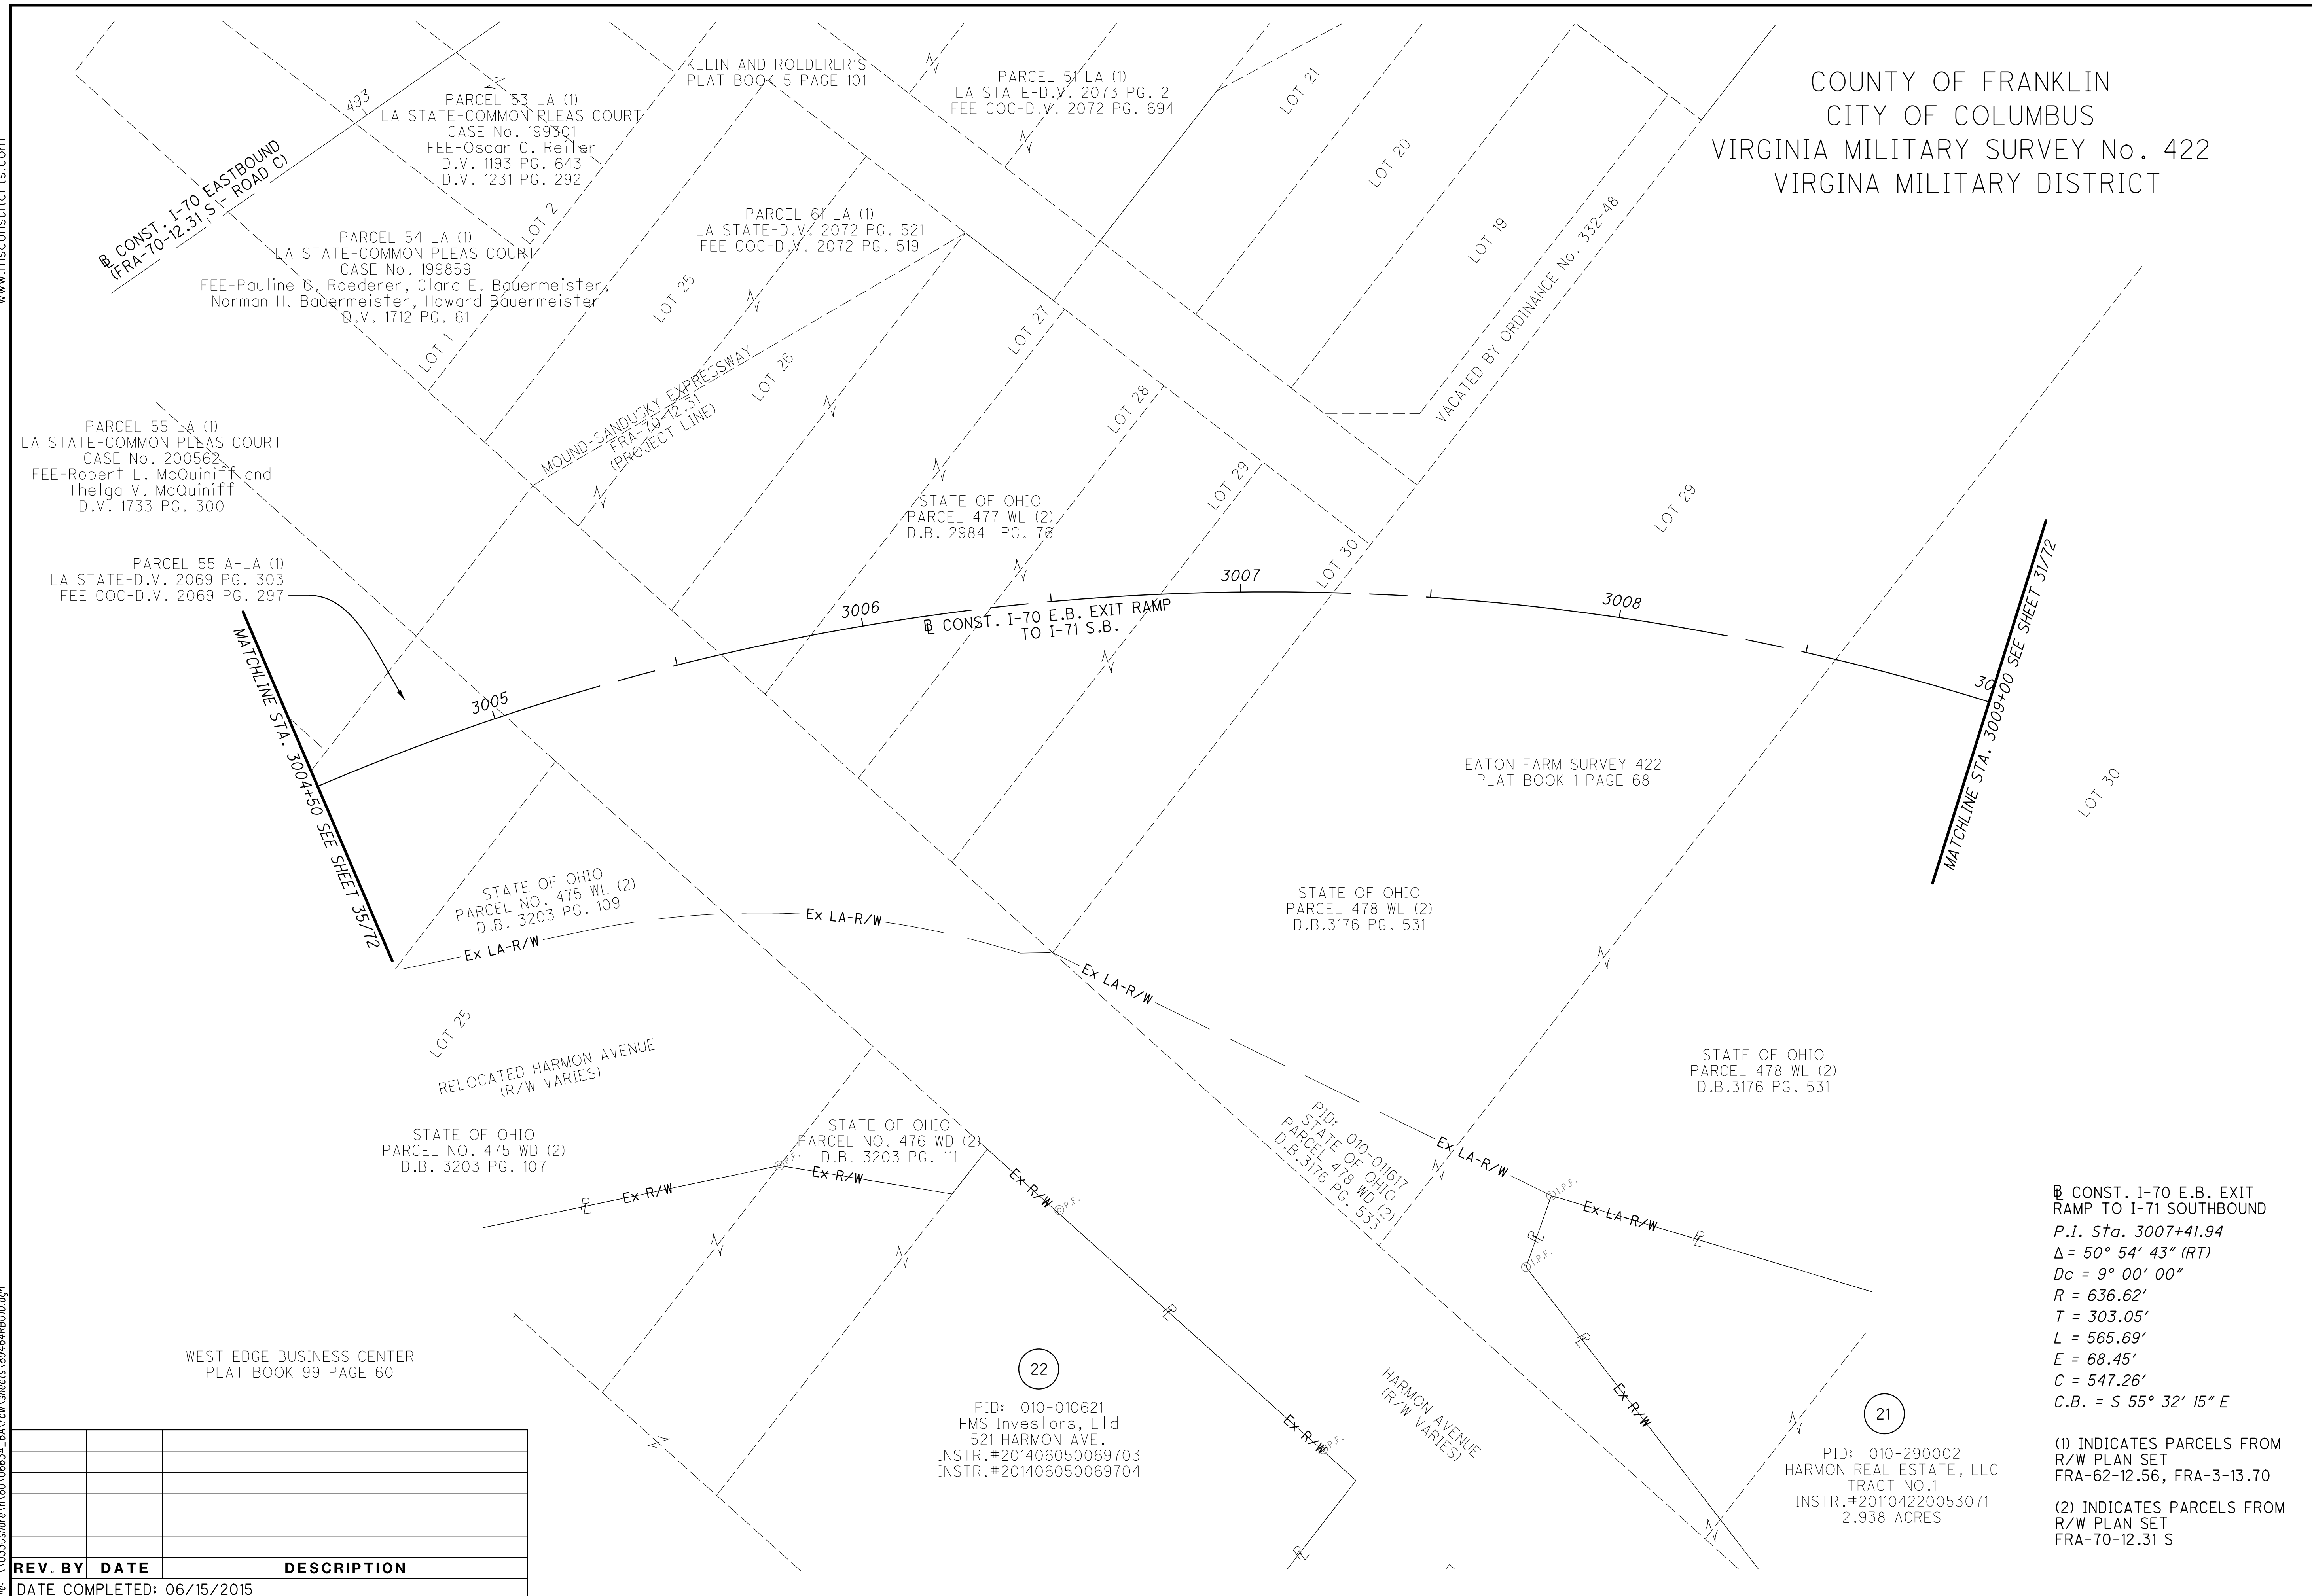 COUNTY OF FRANKLIN
CITY OF COLUMBUS
VIRGINIA MILITARY SURVEY No. 422
VIRGINA MILITARY DISTRICT
KLEIN AND ROEDERER'S
PLAT BOOK 5 PAGE 101
PARCEL 51 LA (1)
LA STATE-D.V. 2073 PG. 2
FEE COC-D.V. 2072 PG. 694
493
PARCEL 53 LA (1)
LA STATE-COMMON PLEAS COURT
CASE No. 199301
FEE-Oscar C. Reiter
D.V. 1193 PG. 643
D.V. 1231 PG. 292
℄ CONST. I-70 EASTBOUND
(FRA-70-12.31 S - ROAD C)
LOT 21
LOT 20
LOT 19
LOT 2
PARCEL 61 LA (1)
LA STATE-D.V. 2072 PG. 521
FEE COC-D.V. 2072 PG. 519
PARCEL 54 LA (1)
LA STATE-COMMON PLEAS COURT
CASE No. 199859
FEE-Pauline C. Roederer, Clara E. Bauermeister,
Norman H. Bauermeister, Howard Bauermeister
D.V. 1712 PG. 61
LOT 25
LOT 1
LOT 26
LOT 27
LOT 28
LOT 29
LOT 30
VACATED BY ORDINANCE No. 332-48
MOUND-SANDUSKY EXPRESSWAY
FRA-70-12.31
(PROJECT LINE)
PARCEL 55 LA (1)
LA STATE-COMMON PLEAS COURT
CASE No. 200562
FEE-Robert L. McQuiniff and
Thelga V. McQuiniff
D.V. 1733 PG. 300
STATE OF OHIO
PARCEL 477 WL (2)
D.B. 2984 PG. 76
LOT 29
PARCEL 55 A-LA (1)
LA STATE-D.V. 2069 PG. 303
FEE COC-D.V. 2069 PG. 297
3005
3006
3007
3008
30
℄ CONST. I-70 E.B. EXIT RAMP
TO I-71 S.B.
MATCHLINE STA. 3004+50 SEE SHEET 35/72
MATCHLINE STA. 3009+00 SEE SHEET 31/72
EATON FARM SURVEY 422
PLAT BOOK 1 PAGE 68
LOT 30
STATE OF OHIO
PARCEL NO. 475 WL (2)
D.B. 3203 PG. 109
Ex LA-R/W
Ex LA-R/W
Ex LA-R/W
STATE OF OHIO
PARCEL 478 WL (2)
D.B.3176 PG. 531
LOT 25
RELOCATED HARMON AVENUE
(R/W VARIES)
STATE OF OHIO
PARCEL 478 WL (2)
D.B.3176 PG. 531
STATE OF OHIO
PARCEL NO. 475 WD (2)
D.B. 3203 PG. 107
STATE OF OHIO
PARCEL NO. 476 WD (2)
D.B. 3203 PG. 111
PID: 010-011617
STATE OF OHIO
PARCEL 478 WD (2)
D.B.3176 PG. 533
Ex LA-R/W
Ex LA-R/W
I.P.F.
I.P.F.
P.F.
P.F.
P.F.
Ex R/W
Ex R/W
Ex R/W
Ex R/W
Ex R/W
WEST EDGE BUSINESS CENTER
PLAT BOOK 99 PAGE 60
22
PID: 010-010621
HMS Investors, Ltd
521 HARMON AVE.
INSTR.#201406050069703
INSTR.#201406050069704
HARMON AVENUE
(R/W VARIES)
21
PID: 010-290002
HARMON REAL ESTATE, LLC
TRACT NO.1
INSTR.#201104220053071
2.938 ACRES
℄ CONST. I-70 E.B. EXIT
RAMP TO I-71 SOUTHBOUND
P.I. Sta. 3007+41.94
Δ = 50° 54' 43" (RT)
Dc = 9° 00' 00"
R = 636.62'
T = 303.05'
L = 565.69'
E = 68.45'
C = 547.26'
C.B. = S 55° 32' 15" E
(1) INDICATES PARCELS FROM
R/W PLAN SET
FRA-62-12.56, FRA-3-13.70
(2) INDICATES PARCELS FROM
R/W PLAN SET
FRA-70-12.31 S
REV. BY DATE DESCRIPTION
DATE COMPLETED: 06/15/2015